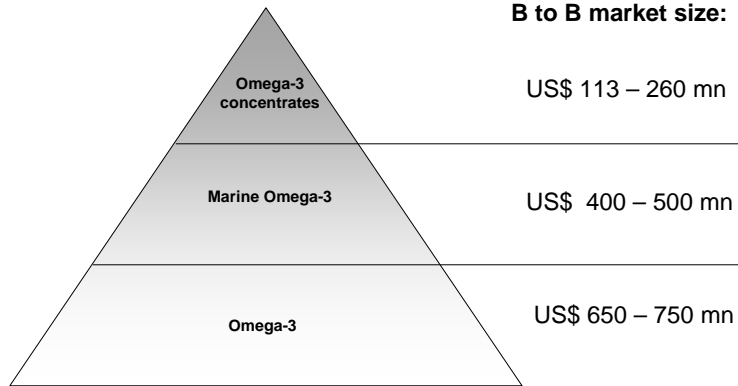 B to B market size:
Omega-3
concentrates
US$ 113 – 260 mn
Marine Omega-3
US$ 400 – 500 mn
Omega-3
US$ 650 – 750 mn